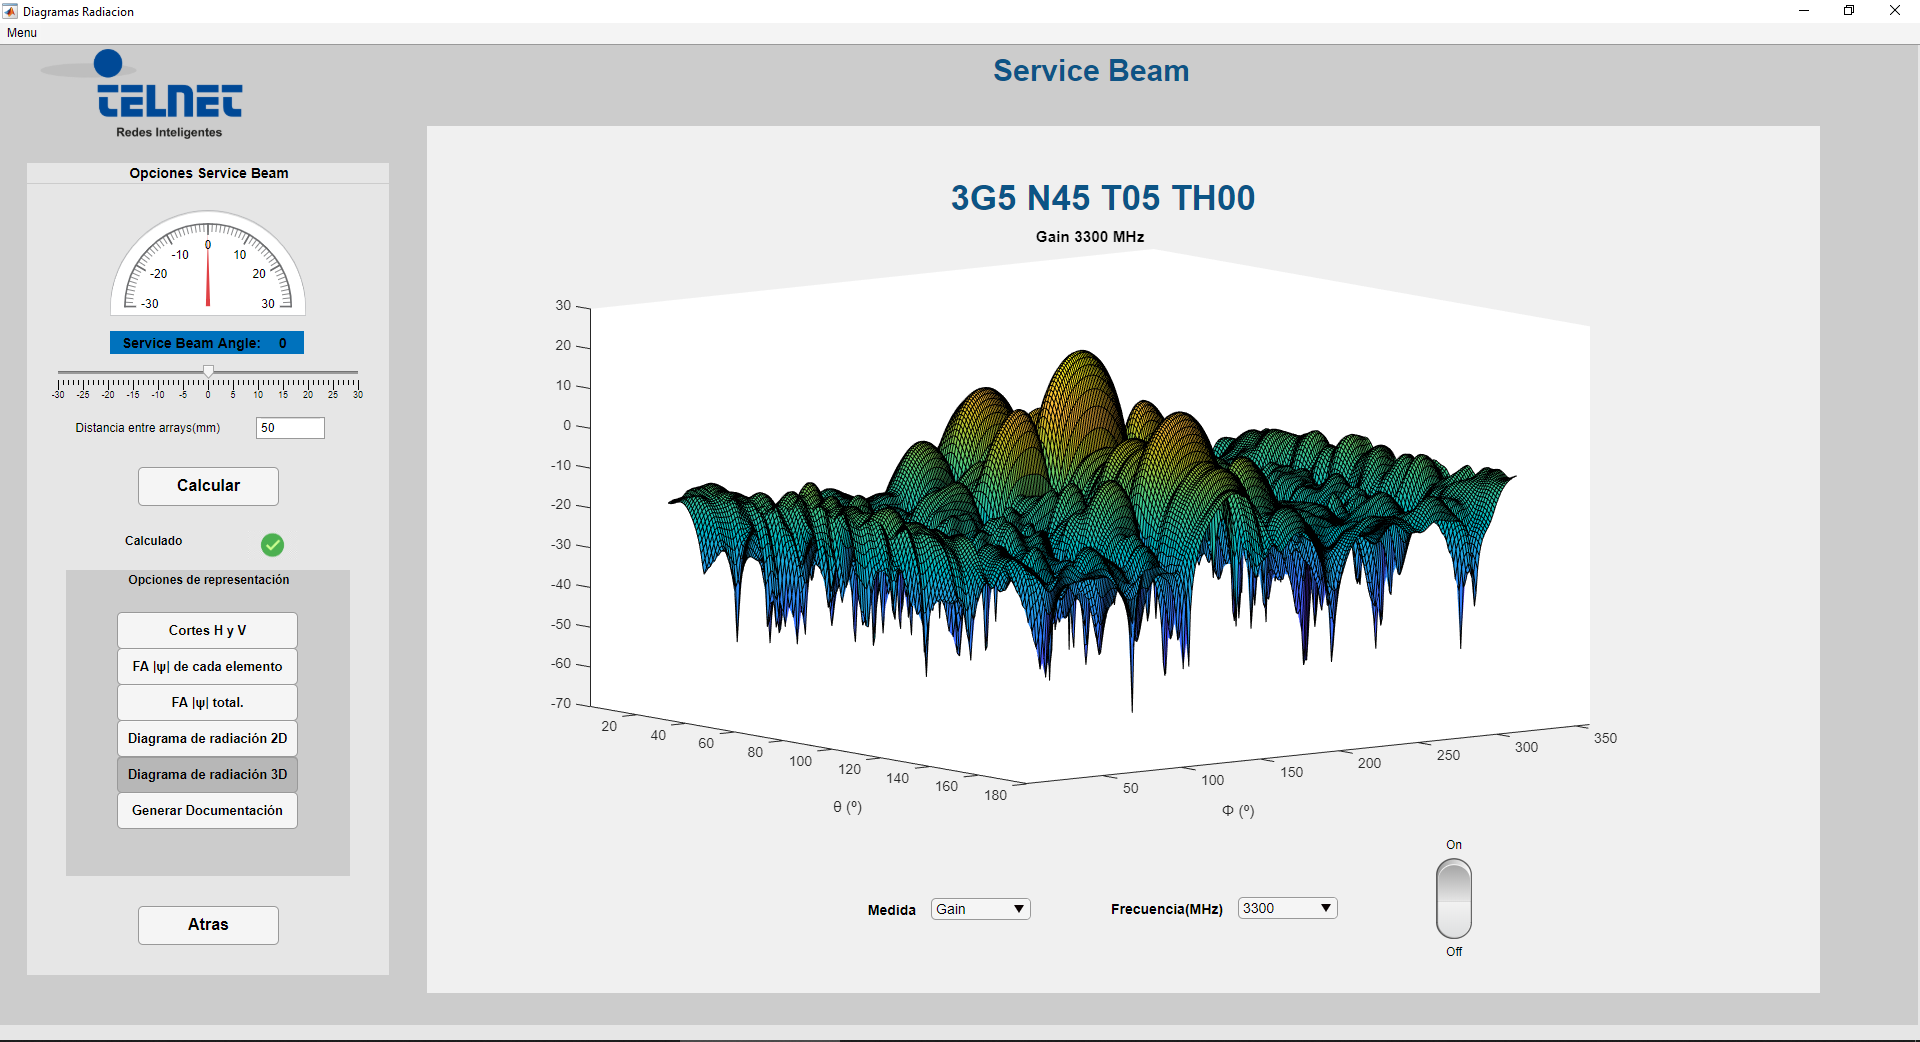 Diagramas Radiacion
Menu
TELNET
Redes Inteligentes
Service Beam
Opciones Service Beam
-30 -20 -10 0 10 20 30
Service Beam Angle: 0
-30 -25 -20 -15 -10 -5 0 5 10 15 20 25 30
Distancia entre arrays(mm) 50
Calcular
Calculado
Opciones de representación
Cortes H y V
FA |ψ| de cada elemento
FA |ψ| total.
Diagrama de radiación 2D
Diagrama de radiación 3D
Generar Documentación
Atras
3G5 N45 T05 TH00
Gain 3300 MHz
30
20
10
0
-10
-20
-30
-40
-50
-60
-70
20 40 60 80 100 120 140 160 180
θ (º)
50 100 150 200 250 300 350
Φ (º)
Medida Gain
Frecuencia(MHz) 3300
On
Off